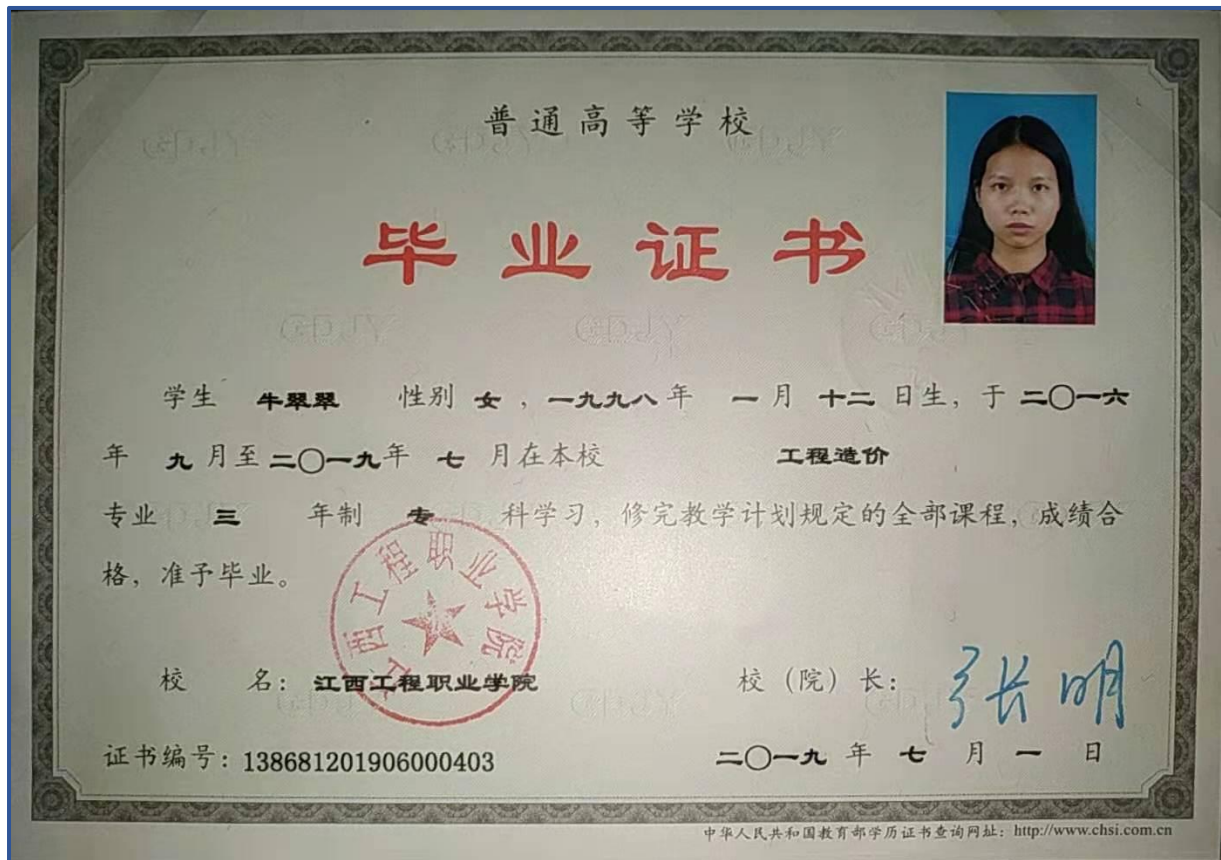 普通高等学校
毕业证书
学生 牛翠翠 性别 女，一九九八年 一月 十二 日生，于 二〇一六
年 九 月至 二〇一九年 七 月在本校 工程造价
专业 三 年制 专 科学习，修完教学计划规定的全部课程，成绩合
格，准予毕业。
江西工程职业学院
校 名：江西工程职业学院 校（院）长：张明
证书编号：138681201906000403 二〇一九 年 七 月 一 日
中华人民共和国教育部学历证书查询网址：http://www.chsi.com.cn